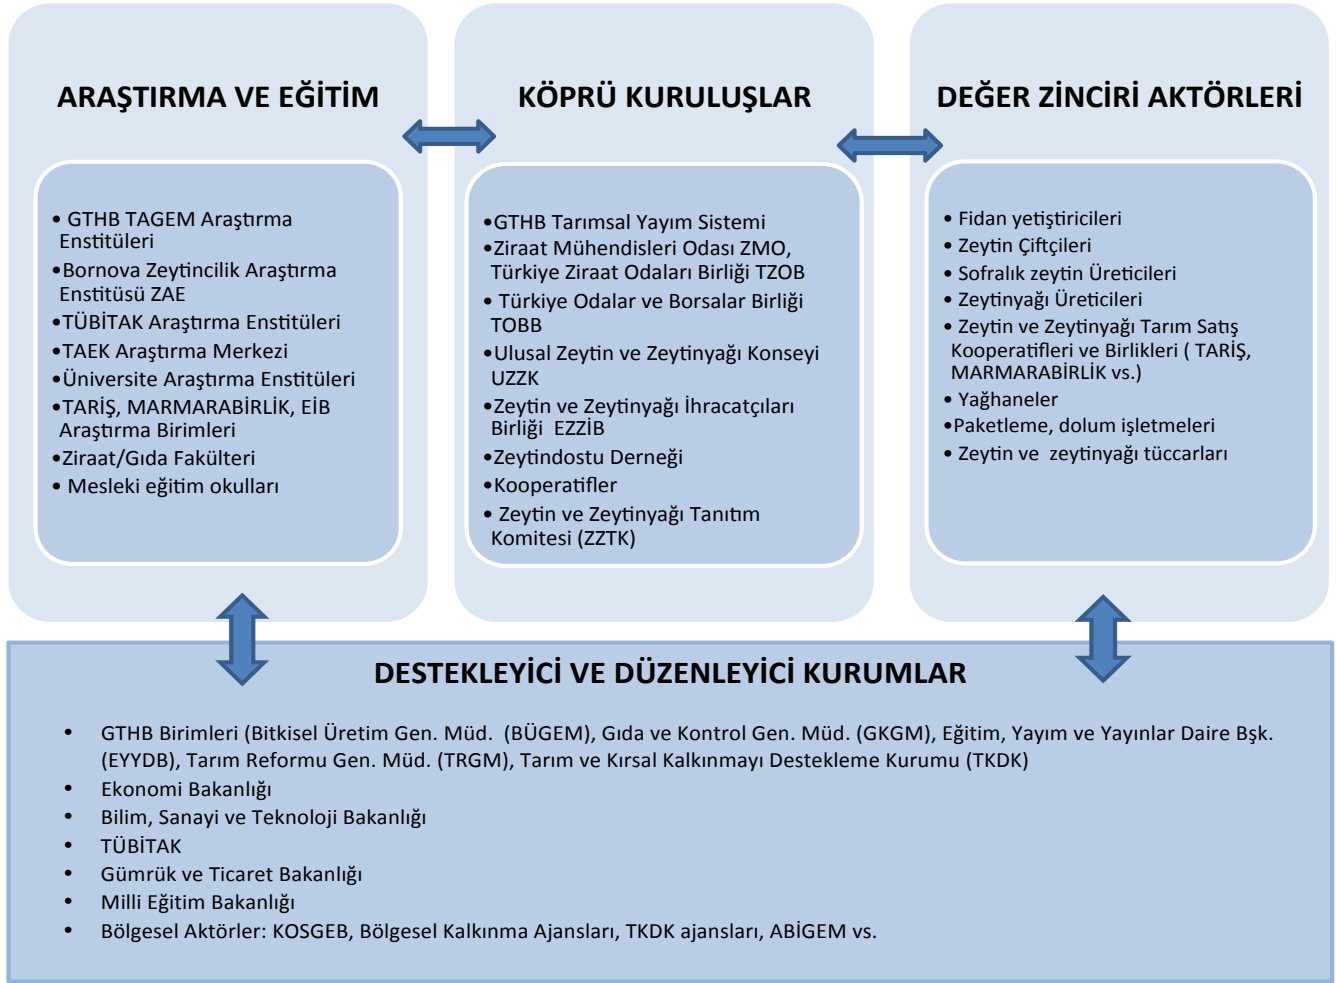 ARAŞTIRMA VE EĞİTİM
• GTHB TAGEM Araştırma
Enstitüleri
•Bornova Zeytincilik Araştırma
Enstitüsü ZAE
•TÜBİTAK Araştırma Enstitüleri
•TAEK Araştırma Merkezi
•Üniversite Araştırma Enstitüleri
•TARİŞ, MARMARABİRLİK, EİB
Araştırma Birimleri
•Ziraat/Gıda Fakülteri
• Mesleki eğitim okulları
KÖPRÜ KURULUŞLAR
•GTHB Tarımsal Yayım Sistemi
•Ziraat Mühendisleri Odası ZMO,
Türkiye Ziraat Odaları Birliği TZOB
• Türkiye Odalar ve Borsalar Birliği
TOBB
•Ulusal Zeytin ve Zeytinyağı Konseyi
UZZK
•Zeytin ve Zeytinyağı İhracatçıları
Birliği EZZİB
•Zeytindostu Derneği
•Kooperatifler
• Zeytin ve Zeytinyağı Tanıtım
Komitesi (ZZTK)
DEĞER ZİNCİRİ AKTÖRLERİ
• Fidan yetiştiricileri
• Zeytin Çiftçileri
• Sofralık zeytin Üreticileri
• Zeytinyağı Üreticileri
• Zeytin ve Zeytinyağı Tarım Satış
Kooperatifleri ve Birlikleri ( TARİŞ,
MARMARABİRLİK vs.)
• Yağhaneler
•Paketleme, dolum işletmeleri
• Zeytin ve zeytinyağı tüccarları
DESTEKLEYİCİ VE DÜZENLEYİCİ KURUMLAR
• GTHB Birimleri (Bitkisel Üretim Gen. Müd. (BÜGEM), Gıda ve Kontrol Gen. Müd. (GKGM), Eğitim, Yayım ve Yayınlar Daire Bşk.
(EYYDB), Tarım Reformu Gen. Müd. (TRGM), Tarım ve Kırsal Kalkınmayı Destekleme Kurumu (TKDK)
• Ekonomi Bakanlığı
• Bilim, Sanayi ve Teknoloji Bakanlığı
• TÜBİTAK
• Gümrük ve Ticaret Bakanlığı
• Milli Eğitim Bakanlığı
• Bölgesel Aktörler: KOSGEB, Bölgesel Kalkınma Ajansları, TKDK ajansları, ABİGEM vs.